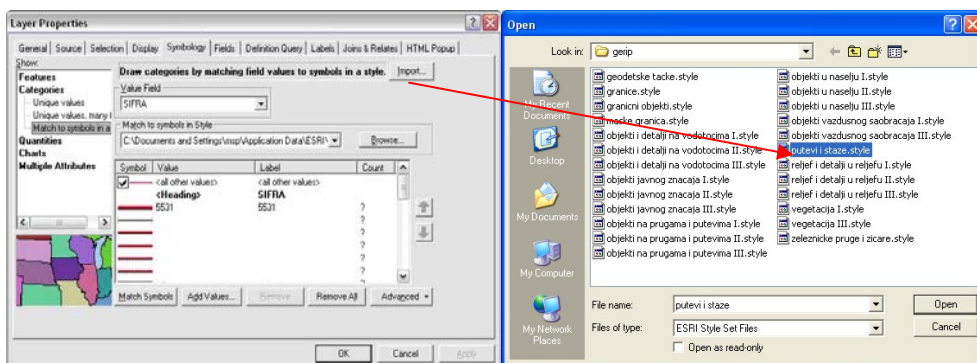 Layer Properties
General Source Selection Display Symbology Fields Definition Query Labels Joins & Relates HTML Popup
Show:
Features
Categories
Unique values
Unique values, many
Match to symbols in a
Quantities
Charts
Multiple Attributes
Draw categories by matching field values to symbols in a style.
Import...
Value Field
SIFRA
Match to symbols in Style
C:\Documents and Settings\msp\Application Data\ESRI\
Browse...
Symbol Value Label Count
<all other values> <all other values>
<Heading> SIFRA
5531 5531 ?
?
?
?
?
?
Match Symbols Add Values... Remove Remove All Advanced
OK Cancel Apply
Open
Look in: gerip
My Recent Documents
Desktop
My Documents
My Computer
My Network Places
geodetske tacke.style
granice.style
granicni objekti.style
maske granica.style
objekti i detalji na vodotocima I.style
objekti i detalji na vodotocima II.style
objekti i detalji na vodotocima III.style
objekti javnog znacaja I.style
objekti javnog znacaja II.style
objekti javnog znacaja III.style
objekti na prugama i putevima I.style
objekti na prugama i putevima II.style
objekti na prugama i putevima III.style
objekti u naselju I.style
objekti u naselju II.style
objekti u naselju III.style
objekti vazdusnog saobracaja I.style
objekti vazdusnog saobracaja III.style
putevi i staze.style
reljef i detalji u reljefu I.style
reljef i detalji u reljefu II.style
reljef i detalji u reljefu III.style
vegetacija I.style
vegetacija III.style
zeleznicke pruge i zicare.style
File name: putevi i staze
Open
Files of type: ESRI Style Set Files
Cancel
Open as read-only